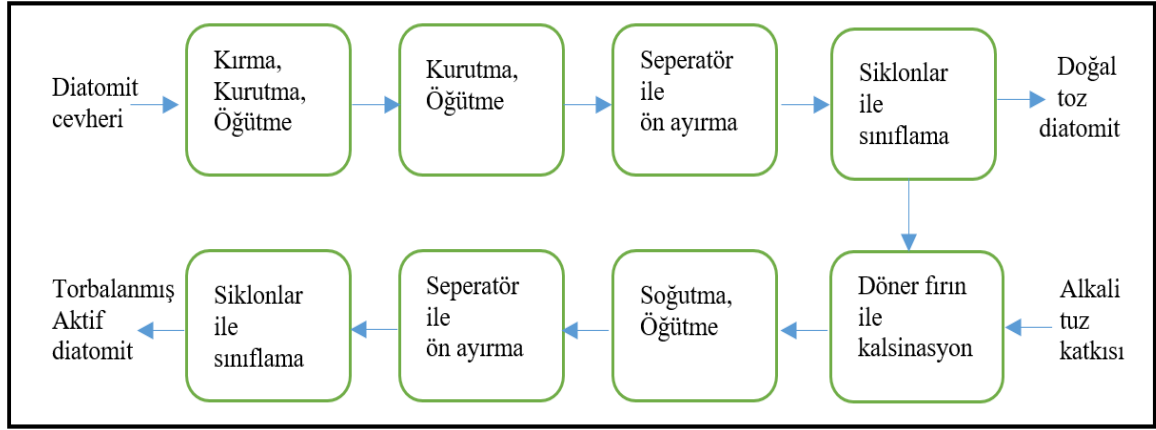 Diatomit
cevheri
Kırma,
Kurutma,
Öğütme
Kurutma,
Öğütme
Seperatör
ile
ön ayırma
Siklonlar
ile
sınıflama
Doğal
toz
diatomit
Torbalanmış
Aktif
diatomit
Siklonlar
ile
sınıflama
Seperatör
ile
ön ayırma
Soğutma,
Öğütme
Döner fırın
ile
kalsinasyon
Alkali
tuz
katkısı